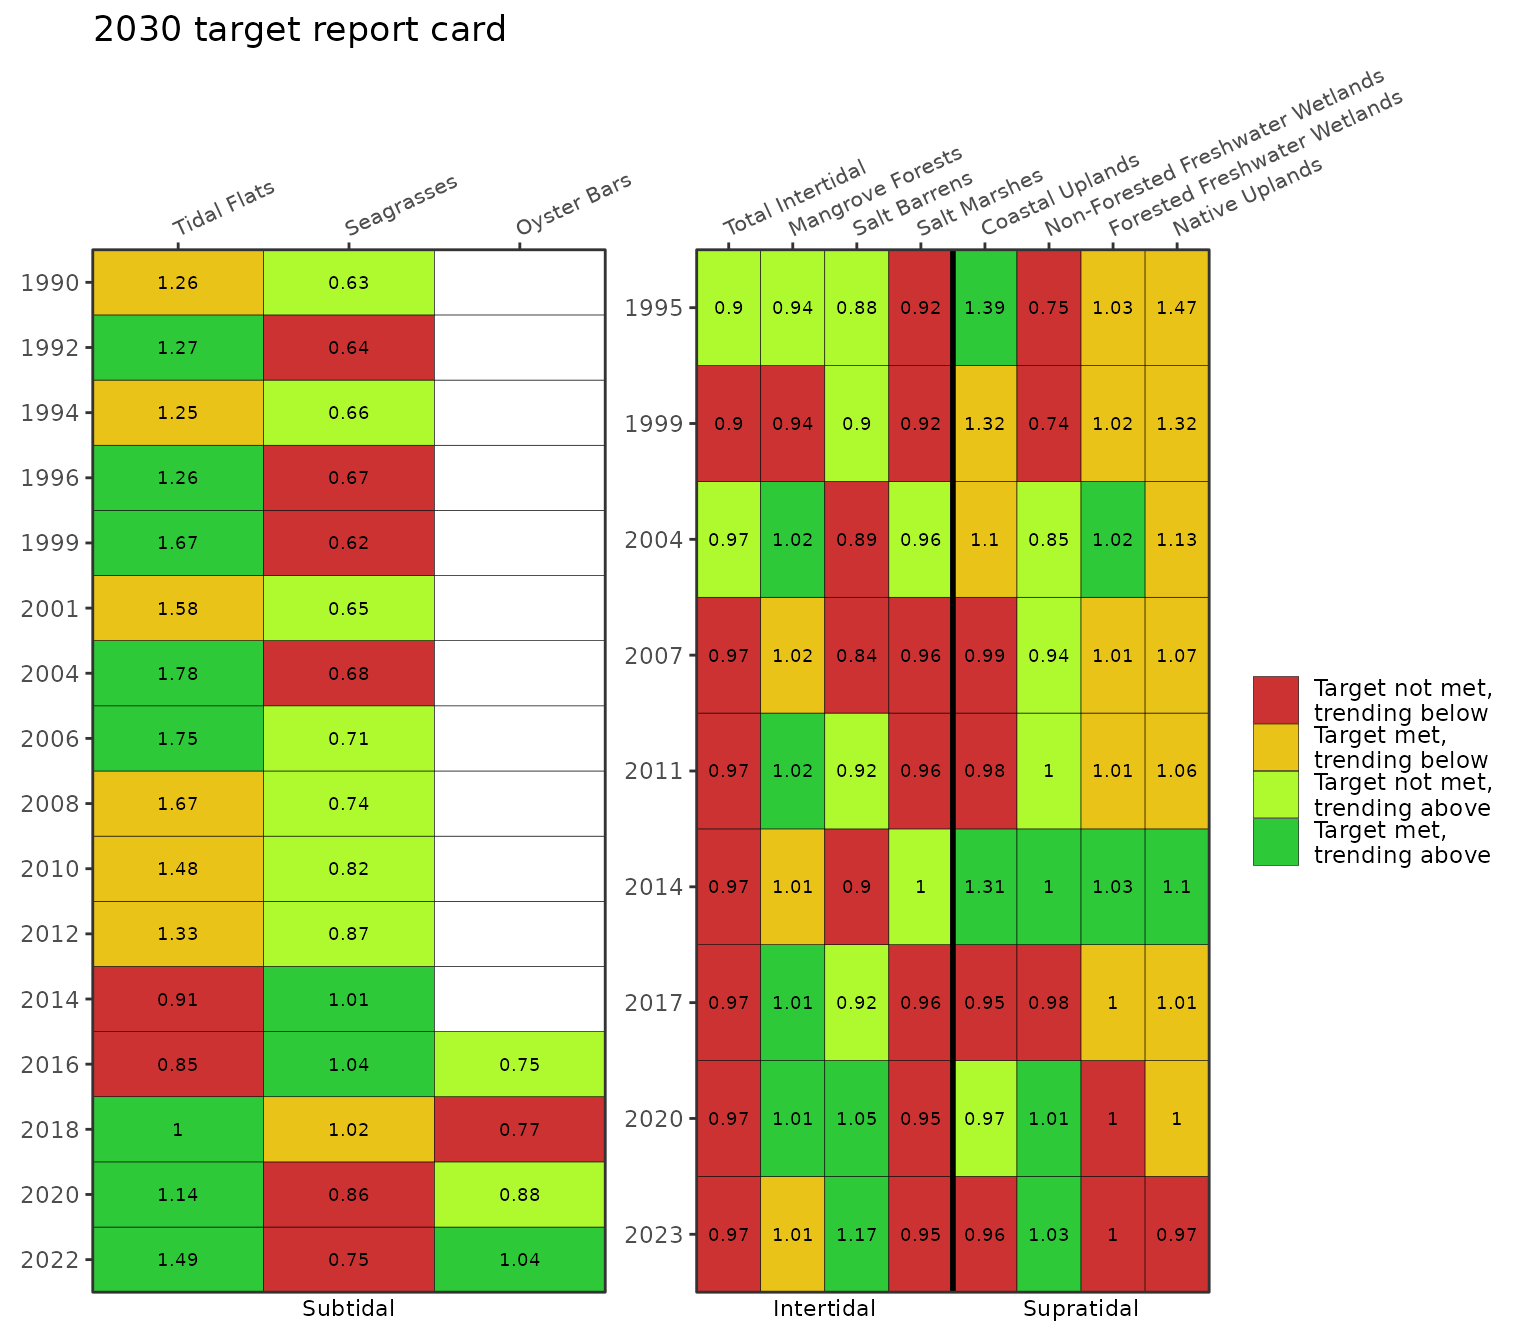 2030 target report card
Tidal Flats
Seagrasses
Oyster Bars
Total Intertidal
Mangrove Forests
Salt Barrens
Salt Marshes
Coastal Uplands
Non-Forested Freshwater Wetlands
Forested Freshwater Wetlands
Native Uplands
1990 1.26 0.63
1992 1.27 0.64
1994 1.25 0.66
1996 1.26 0.67
1999 1.67 0.62
2001 1.58 0.65
2004 1.78 0.68
2006 1.75 0.71
2008 1.67 0.74
2010 1.48 0.82
2012 1.33 0.87
2014 0.91 1.01
2016 0.85 1.04 0.75
2018 1 1.02 0.77
2020 1.14 0.86 0.88
2022 1.49 0.75 1.04
Subtidal
1995 0.9 0.94 0.88 0.92 1.39 0.75 1.03 1.47
1999 0.9 0.94 0.9 0.92 1.32 0.74 1.02 1.32
2004 0.97 1.02 0.89 0.96 1.1 0.85 1.02 1.13
2007 0.97 1.02 0.84 0.96 0.99 0.94 1.01 1.07
2011 0.97 1.02 0.92 0.96 0.98 1 1.01 1.06
2014 0.97 1.01 0.9 1 1.31 1 1.03 1.1
2017 0.97 1.01 0.92 0.96 0.95 0.98 1 1.01
2020 0.97 1.01 1.05 0.95 0.97 1.01 1 1
2023 0.97 1.01 1.17 0.95 0.96 1.03 1 0.97
Intertidal Supratidal
Target not met,
trending below
Target met,
trending below
Target not met,
trending above
Target met,
trending above